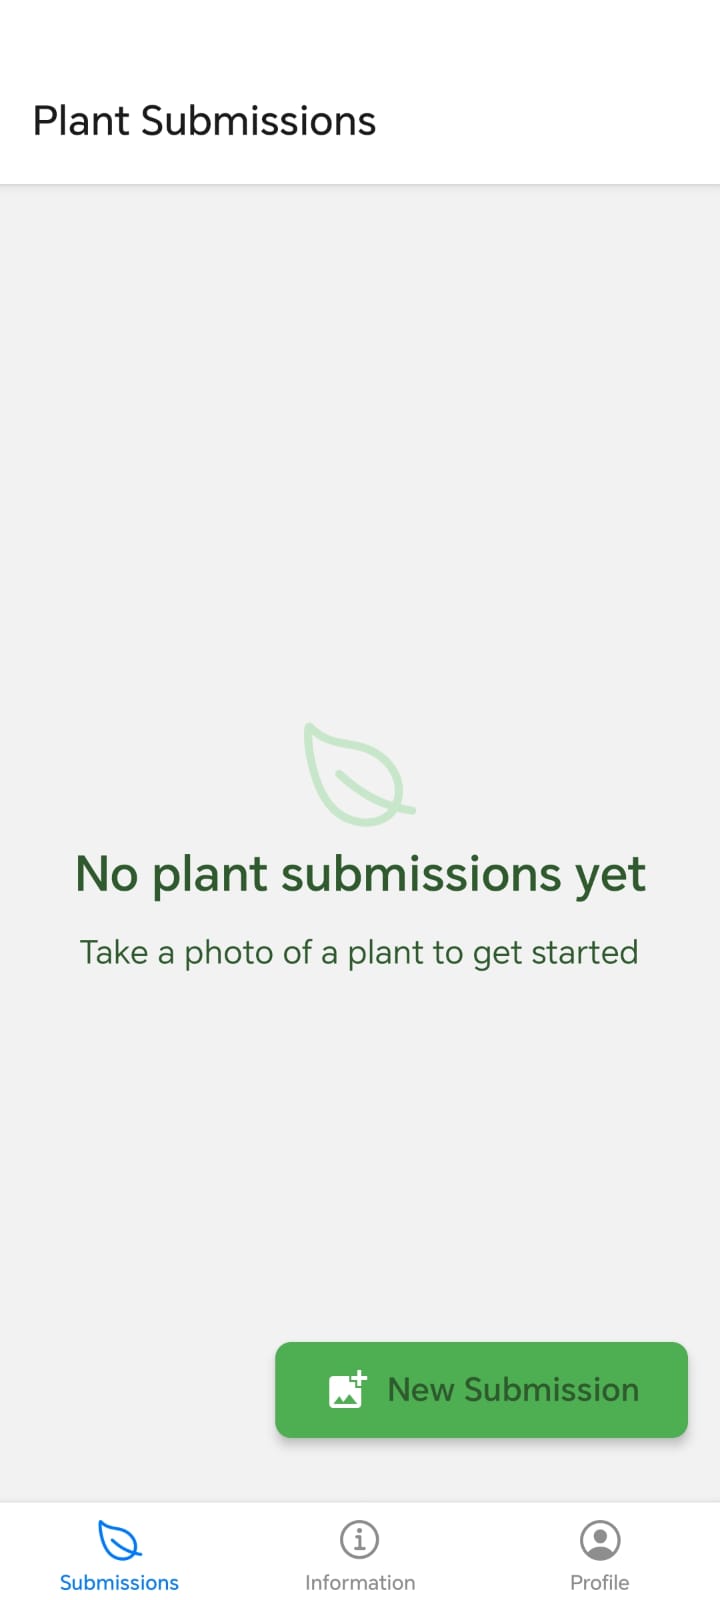 Plant Submissions
No plant submissions yet
Take a photo of a plant to get started
New Submission
Submissions
Information
Profile